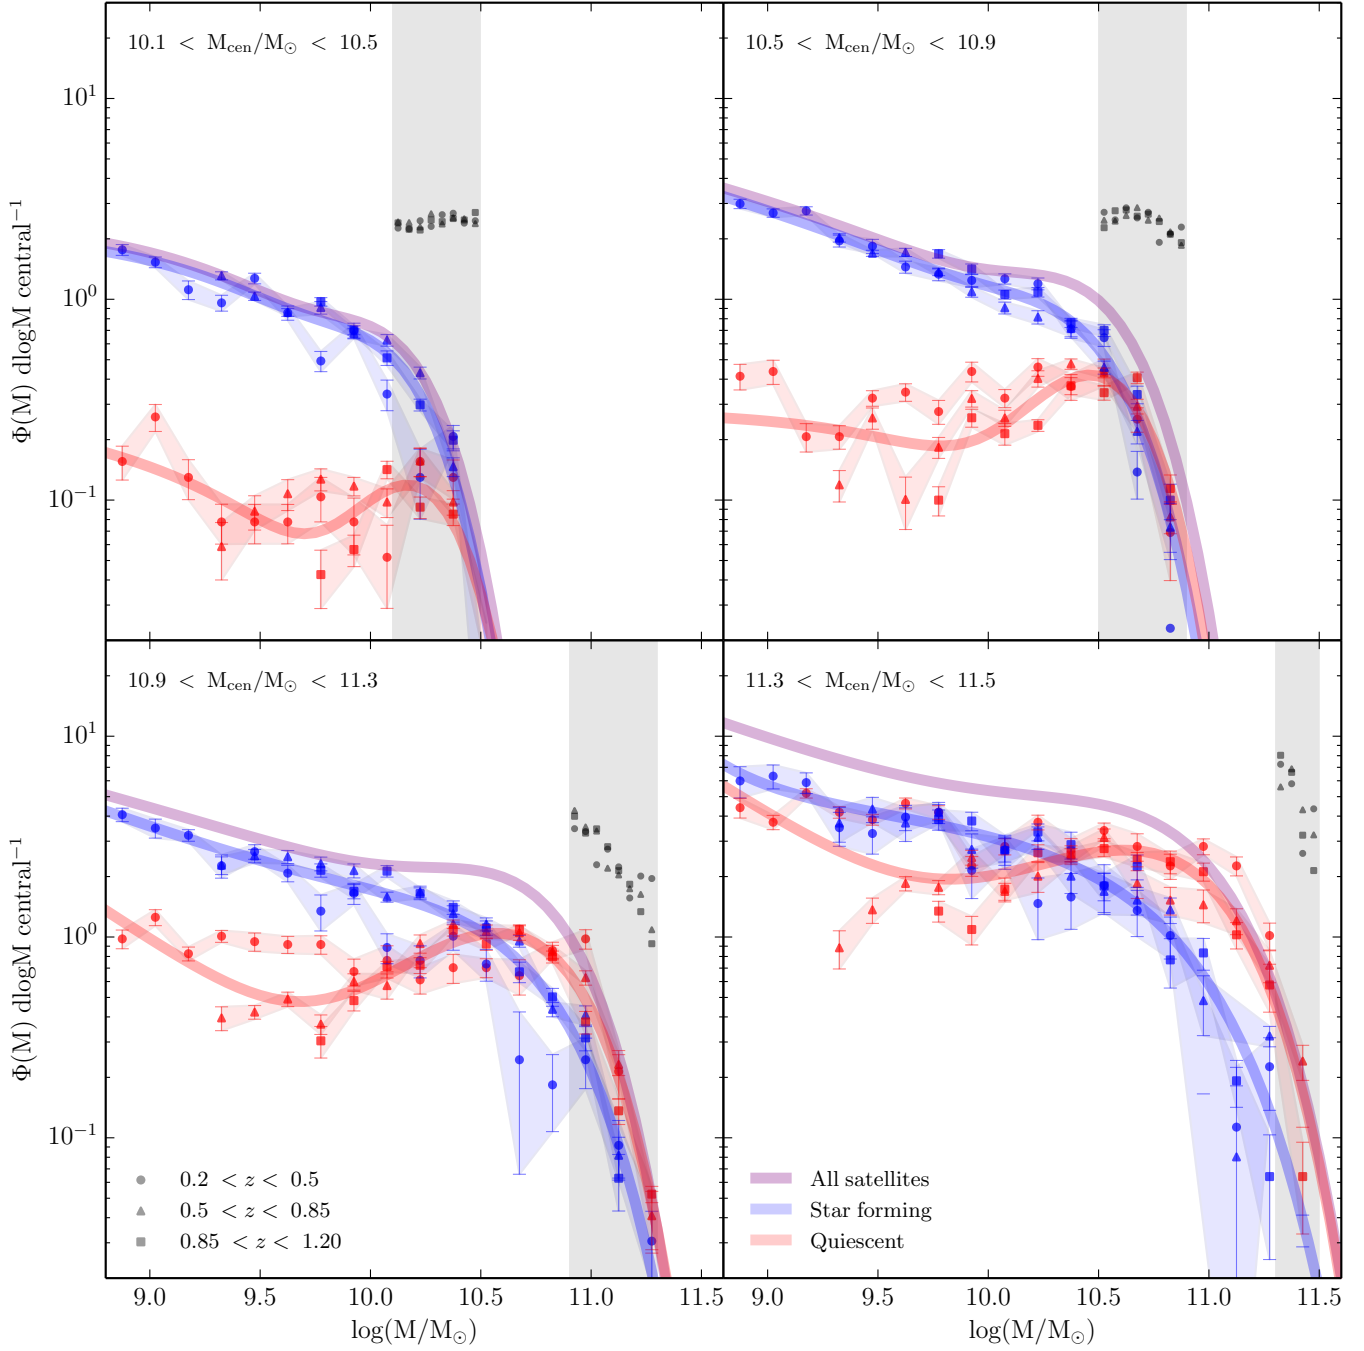 10.1 < M_cen/M_⊙ < 10.5
10.5 < M_cen/M_⊙ < 10.9
10¹
10⁰
10⁻¹
Φ(M) dlogM central⁻¹
10.9 < M_cen/M_⊙ < 11.3
11.3 < M_cen/M_⊙ < 11.5
10¹
10⁰
10⁻¹
Φ(M) dlogM central⁻¹
0.2 < z < 0.5
0.5 < z < 0.85
0.85 < z < 1.20
All satellites
Star forming
Quiescent
9.0 9.5 10.0 10.5 11.0 11.5
9.0 9.5 10.0 10.5 11.0 11.5
log(M/M_⊙)
log(M/M_⊙)